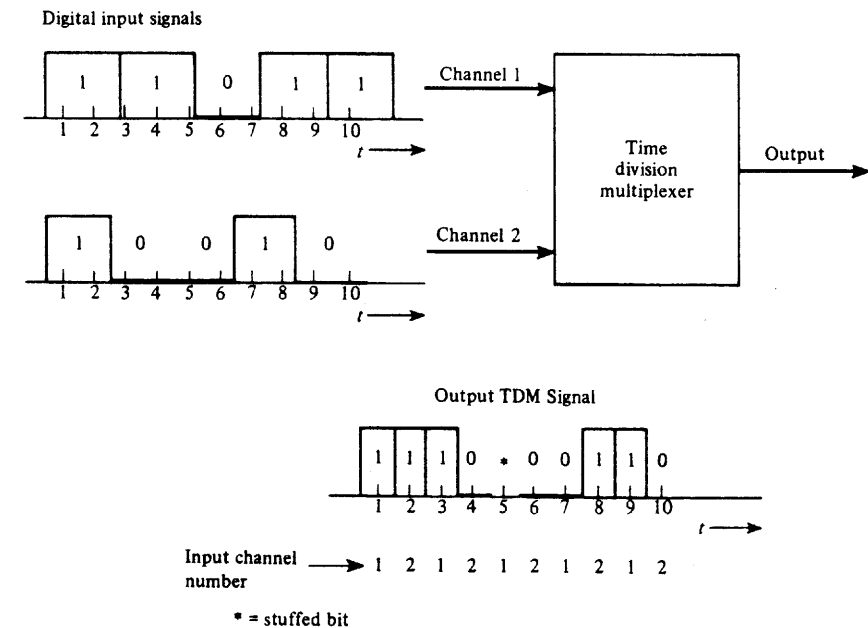 Digital input signals
1 1 0 1 1
1 2 3 4 5 6 7 8 9 10
t
Channel 1
Time
division
multiplexer
Output
1 0 0 1 0
1 2 3 4 5 6 7 8 9 10
t
Channel 2
Output TDM Signal
1 1 1 0 * 0 0 1 1 0
1 2 3 4 5 6 7 8 9 10
t
Input channel
number
1 2 1 2 1 2 1 2 1 2
* = stuffed bit